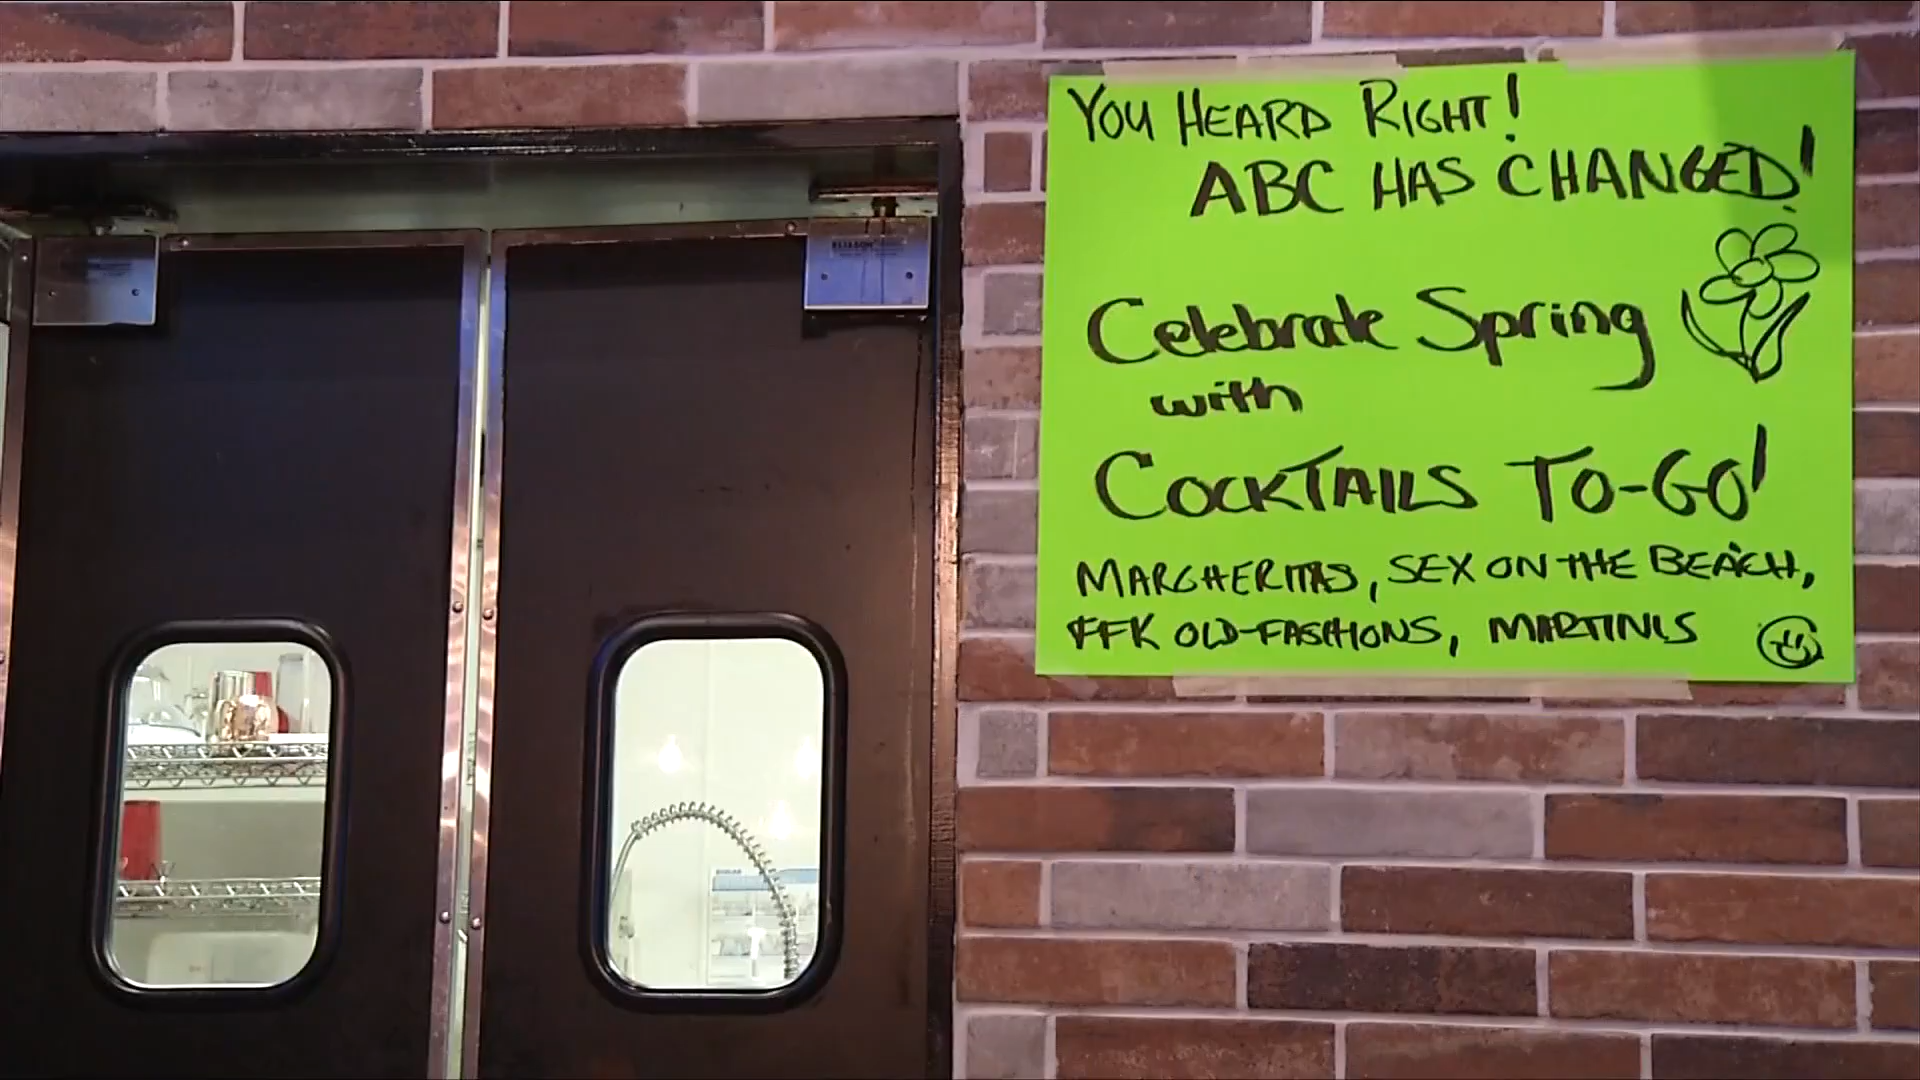 YOU HEARD RIGHT!
ABC HAS CHANGED!
Celebrate Spring
with
COCKTAILS TO-GO!
MARGHERITAS, SEX ON THE BEACH,
FFK OLD-FASHIONS, MARTINIS
ELIASON